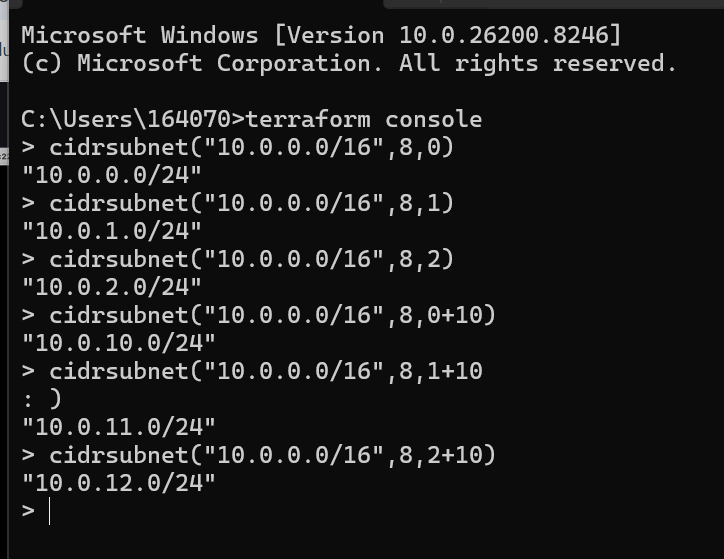 Microsoft Windows [Version 10.0.26200.8246]
(c) Microsoft Corporation. All rights reserved.
C:\Users\164070>terraform console
> cidrsubnet("10.0.0.0/16",8,0)
"10.0.0.0/24"
> cidrsubnet("10.0.0.0/16",8,1)
"10.0.1.0/24"
> cidrsubnet("10.0.0.0/16",8,2)
"10.0.2.0/24"
> cidrsubnet("10.0.0.0/16",8,0+10)
"10.0.10.0/24"
> cidrsubnet("10.0.0.0/16",8,1+10
: )
"10.0.11.0/24"
> cidrsubnet("10.0.0.0/16",8,2+10)
"10.0.12.0/24"
>